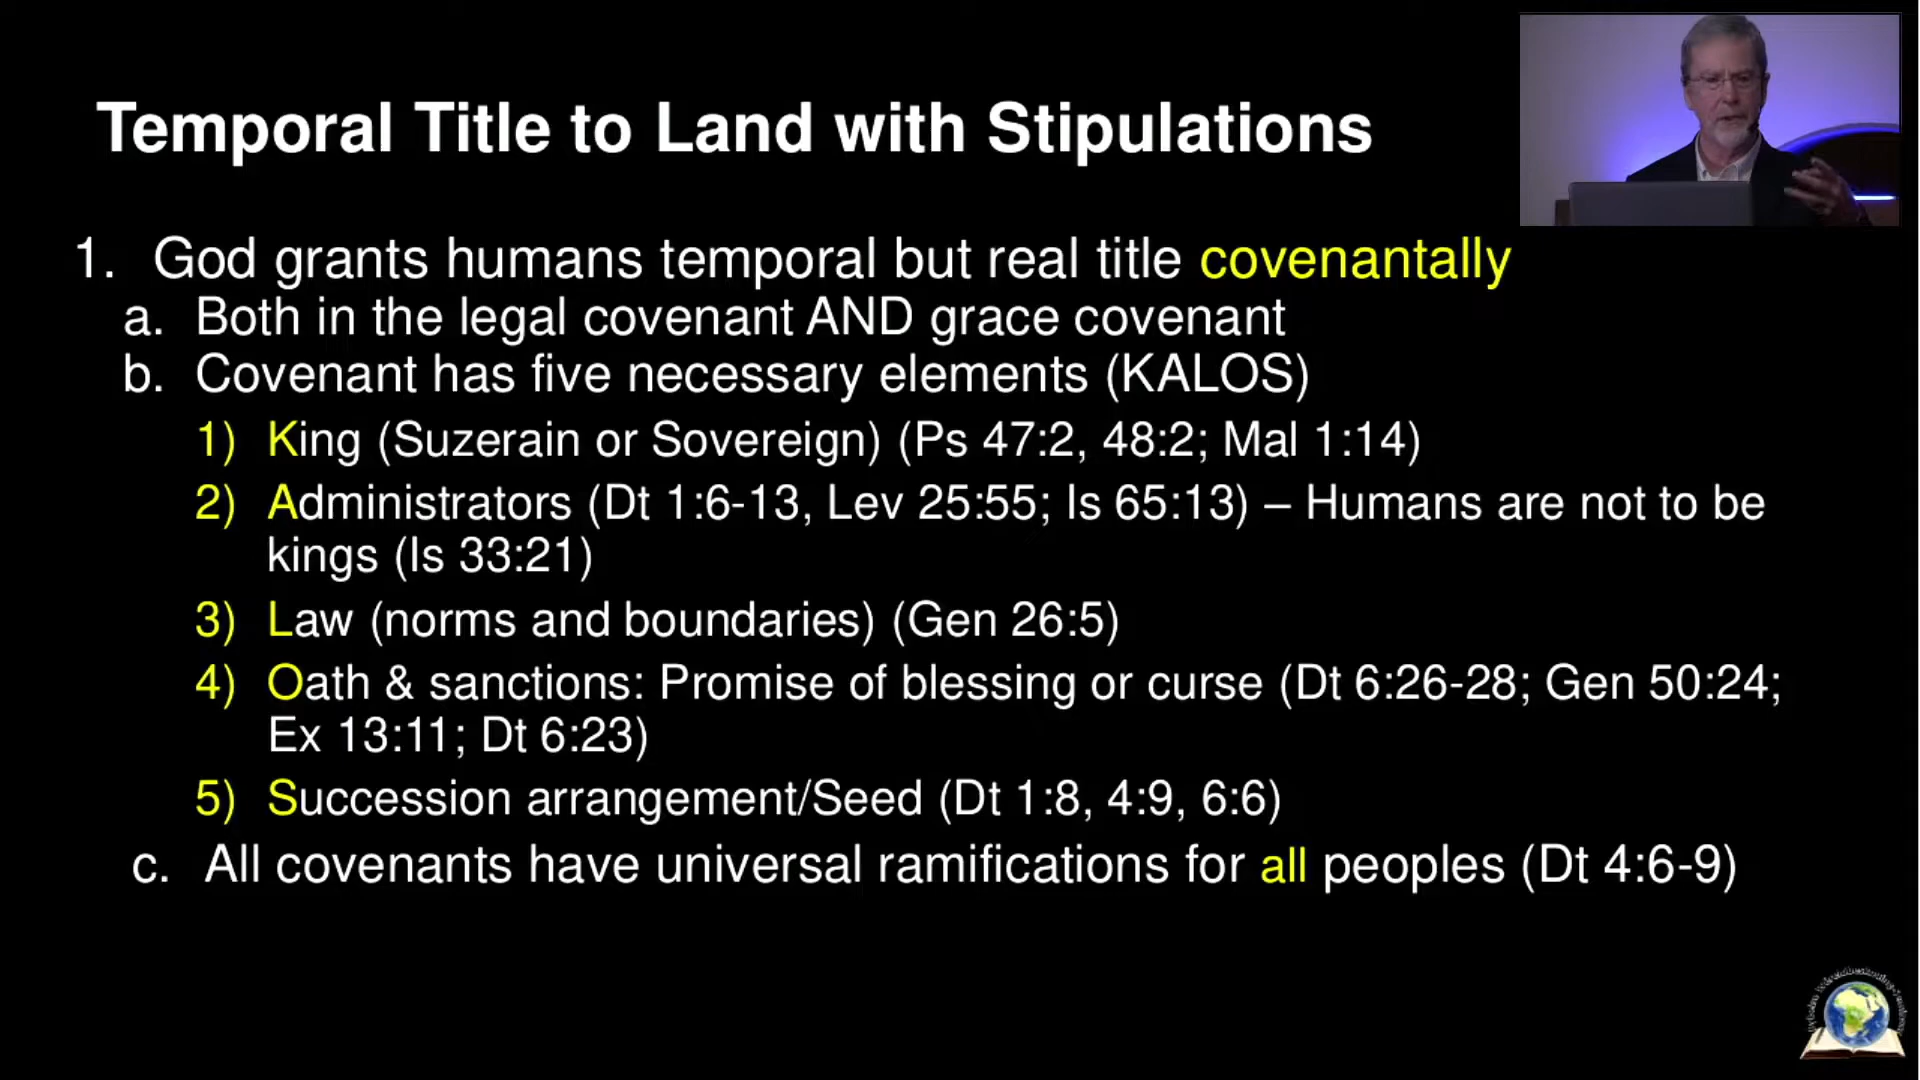 Temporal Title to Land with Stipulations
1. God grants humans temporal but real title covenantally
a. Both in the legal covenant AND grace covenant
b. Covenant has five necessary elements (KALOS)
1) King (Suzerain or Sovereign) (Ps 47:2, 48:2; Mal 1:14)
2) Administrators (Dt 1:6-13, Lev 25:55; Is 65:13) – Humans are not to be
kings (Is 33:21)
3) Law (norms and boundaries) (Gen 26:5)
4) Oath & sanctions: Promise of blessing or curse (Dt 6:26-28; Gen 50:24;
Ex 13:11; Dt 6:23)
5) Succession arrangement/Seed (Dt 1:8, 4:9, 6:6)
c. All covenants have universal ramifications for all peoples (Dt 4:6-9)